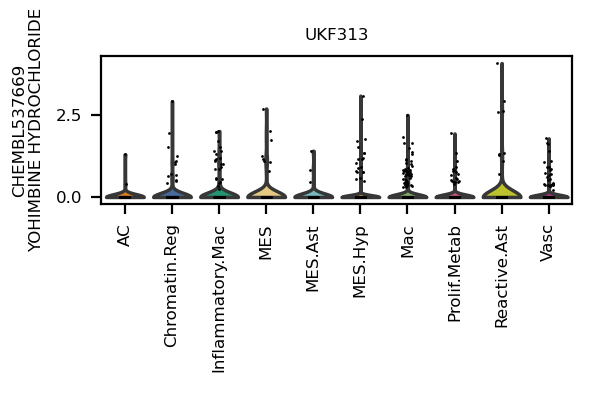 UKF313
CHEMBL537669
YOHIMBINE HYDROCHLORIDE
2.5
0.0
AC
Chromatin.Reg
Inflammatory.Mac
MES
MES.Ast
MES.Hyp
Mac
Prolif.Metab
Reactive.Ast
Vasc